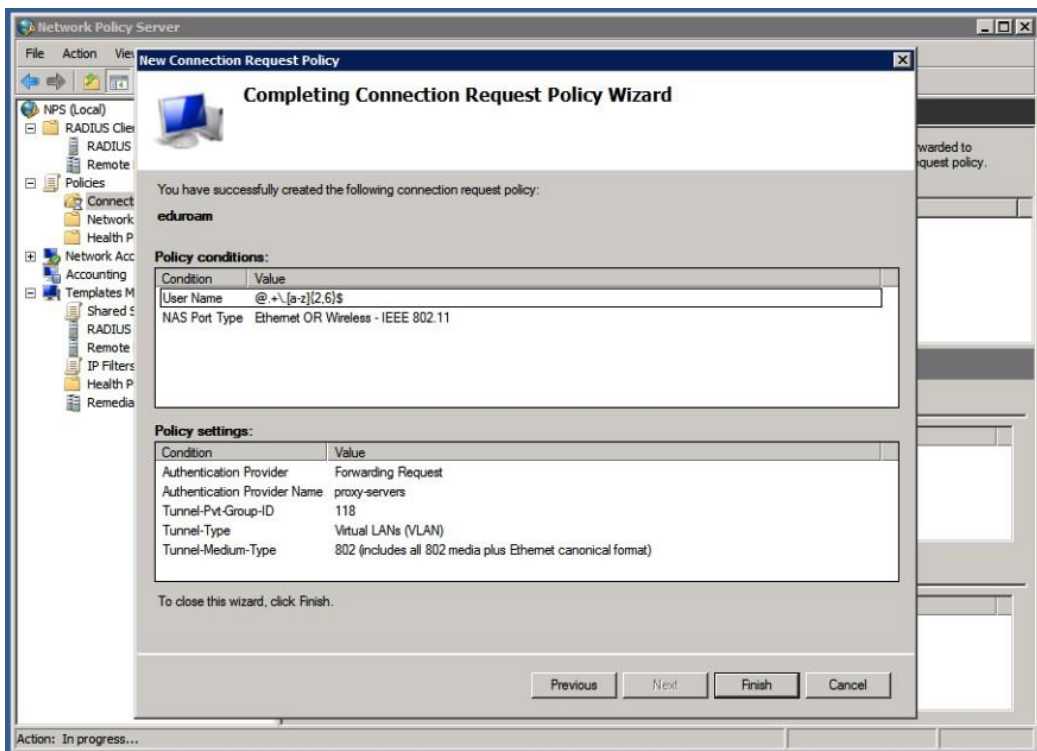 Network Policy Server
File Action Vie
New Connection Request Policy
Completing Connection Request Policy Wizard
NPS (Local)
RADIUS Clie
RADIUS
Remote
Policies
Connect
Network
Health P
Network Acc
Accounting
Templates M
Shared S
RADIUS
Remote
IP Filters
Health P
Remedia
warded to
quest policy.
You have successfully created the following connection request policy:
eduroam
Policy conditions:
Condition Value
User Name @.+\.[a-z]{2,6}$
NAS Port Type Ethernet OR Wireless - IEEE 802.11
Policy settings:
Condition Value
Authentication Provider Forwarding Request
Authentication Provider Name proxy-servers
Tunnel-Pvt-Group-ID 118
Tunnel-Type Virtual LANs (VLAN)
Tunnel-Medium-Type 802 (includes all 802 media plus Ethernet canonical format)
To close this wizard, click Finish.
Previous Next Finish Cancel
Action: In progress...